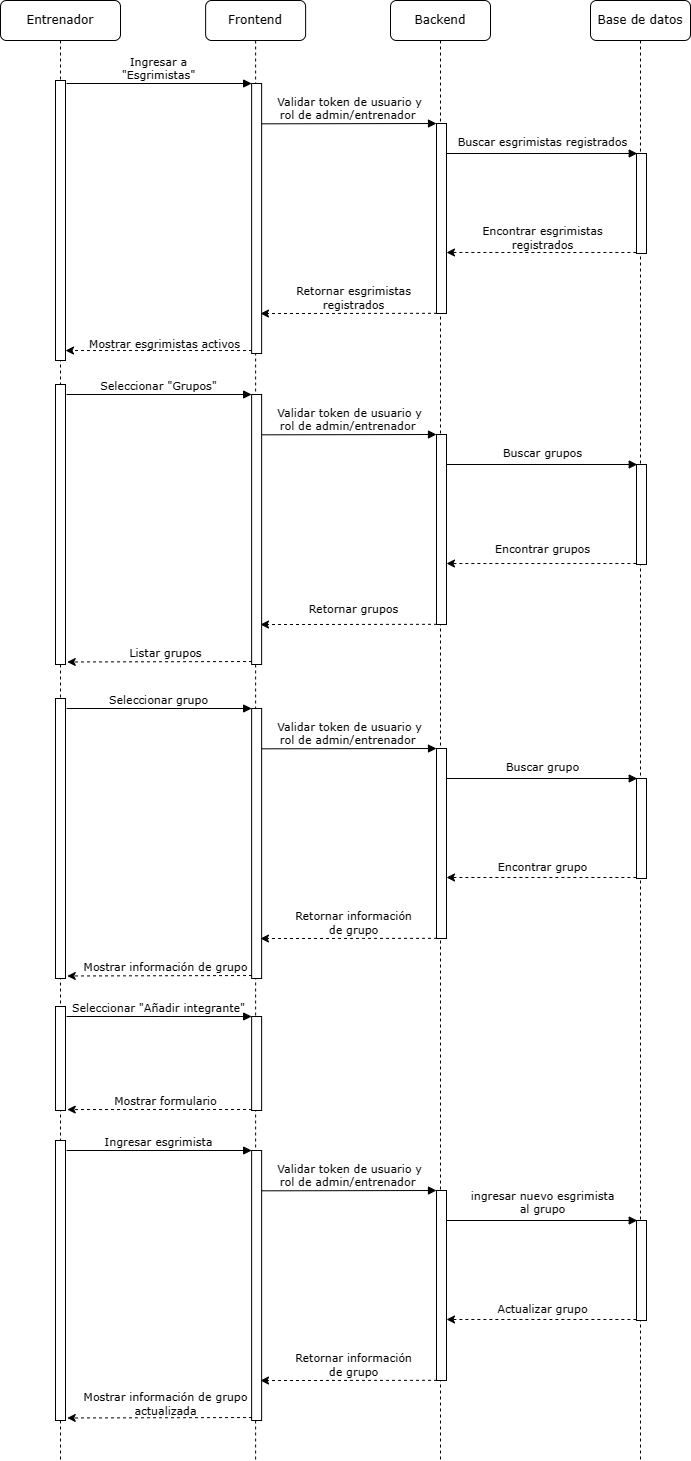 Entrenador
Frontend
Backend
Base de datos
Ingresar a
"Esgrimistas"
Validar token de usuario y
rol de admin/entrenador
Buscar esgrimistas registrados
Encontrar esgrimistas
registrados
Retornar esgrimistas
registrados
Mostrar esgrimistas activos
Seleccionar "Grupos"
Validar token de usuario y
rol de admin/entrenador
Buscar grupos
Encontrar grupos
Retornar grupos
Listar grupos
Seleccionar grupo
Validar token de usuario y
rol de admin/entrenador
Buscar grupo
Encontrar grupo
Retornar información
de grupo
Mostrar información de grupo
Seleccionar "Añadir integrante"
Mostrar formulario
Ingresar esgrimista
Validar token de usuario y
rol de admin/entrenador
ingresar nuevo esgrimista
al grupo
Actualizar grupo
Retornar información
de grupo
Mostrar información de grupo
actualizada